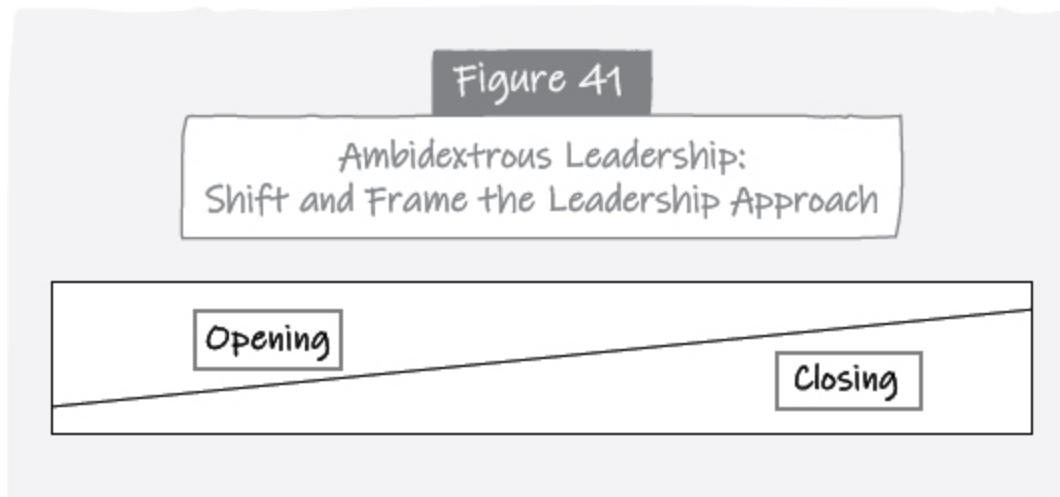 Figure 41
Ambidextrous Leadership:
Shift and Frame the Leadership Approach
Opening
Closing